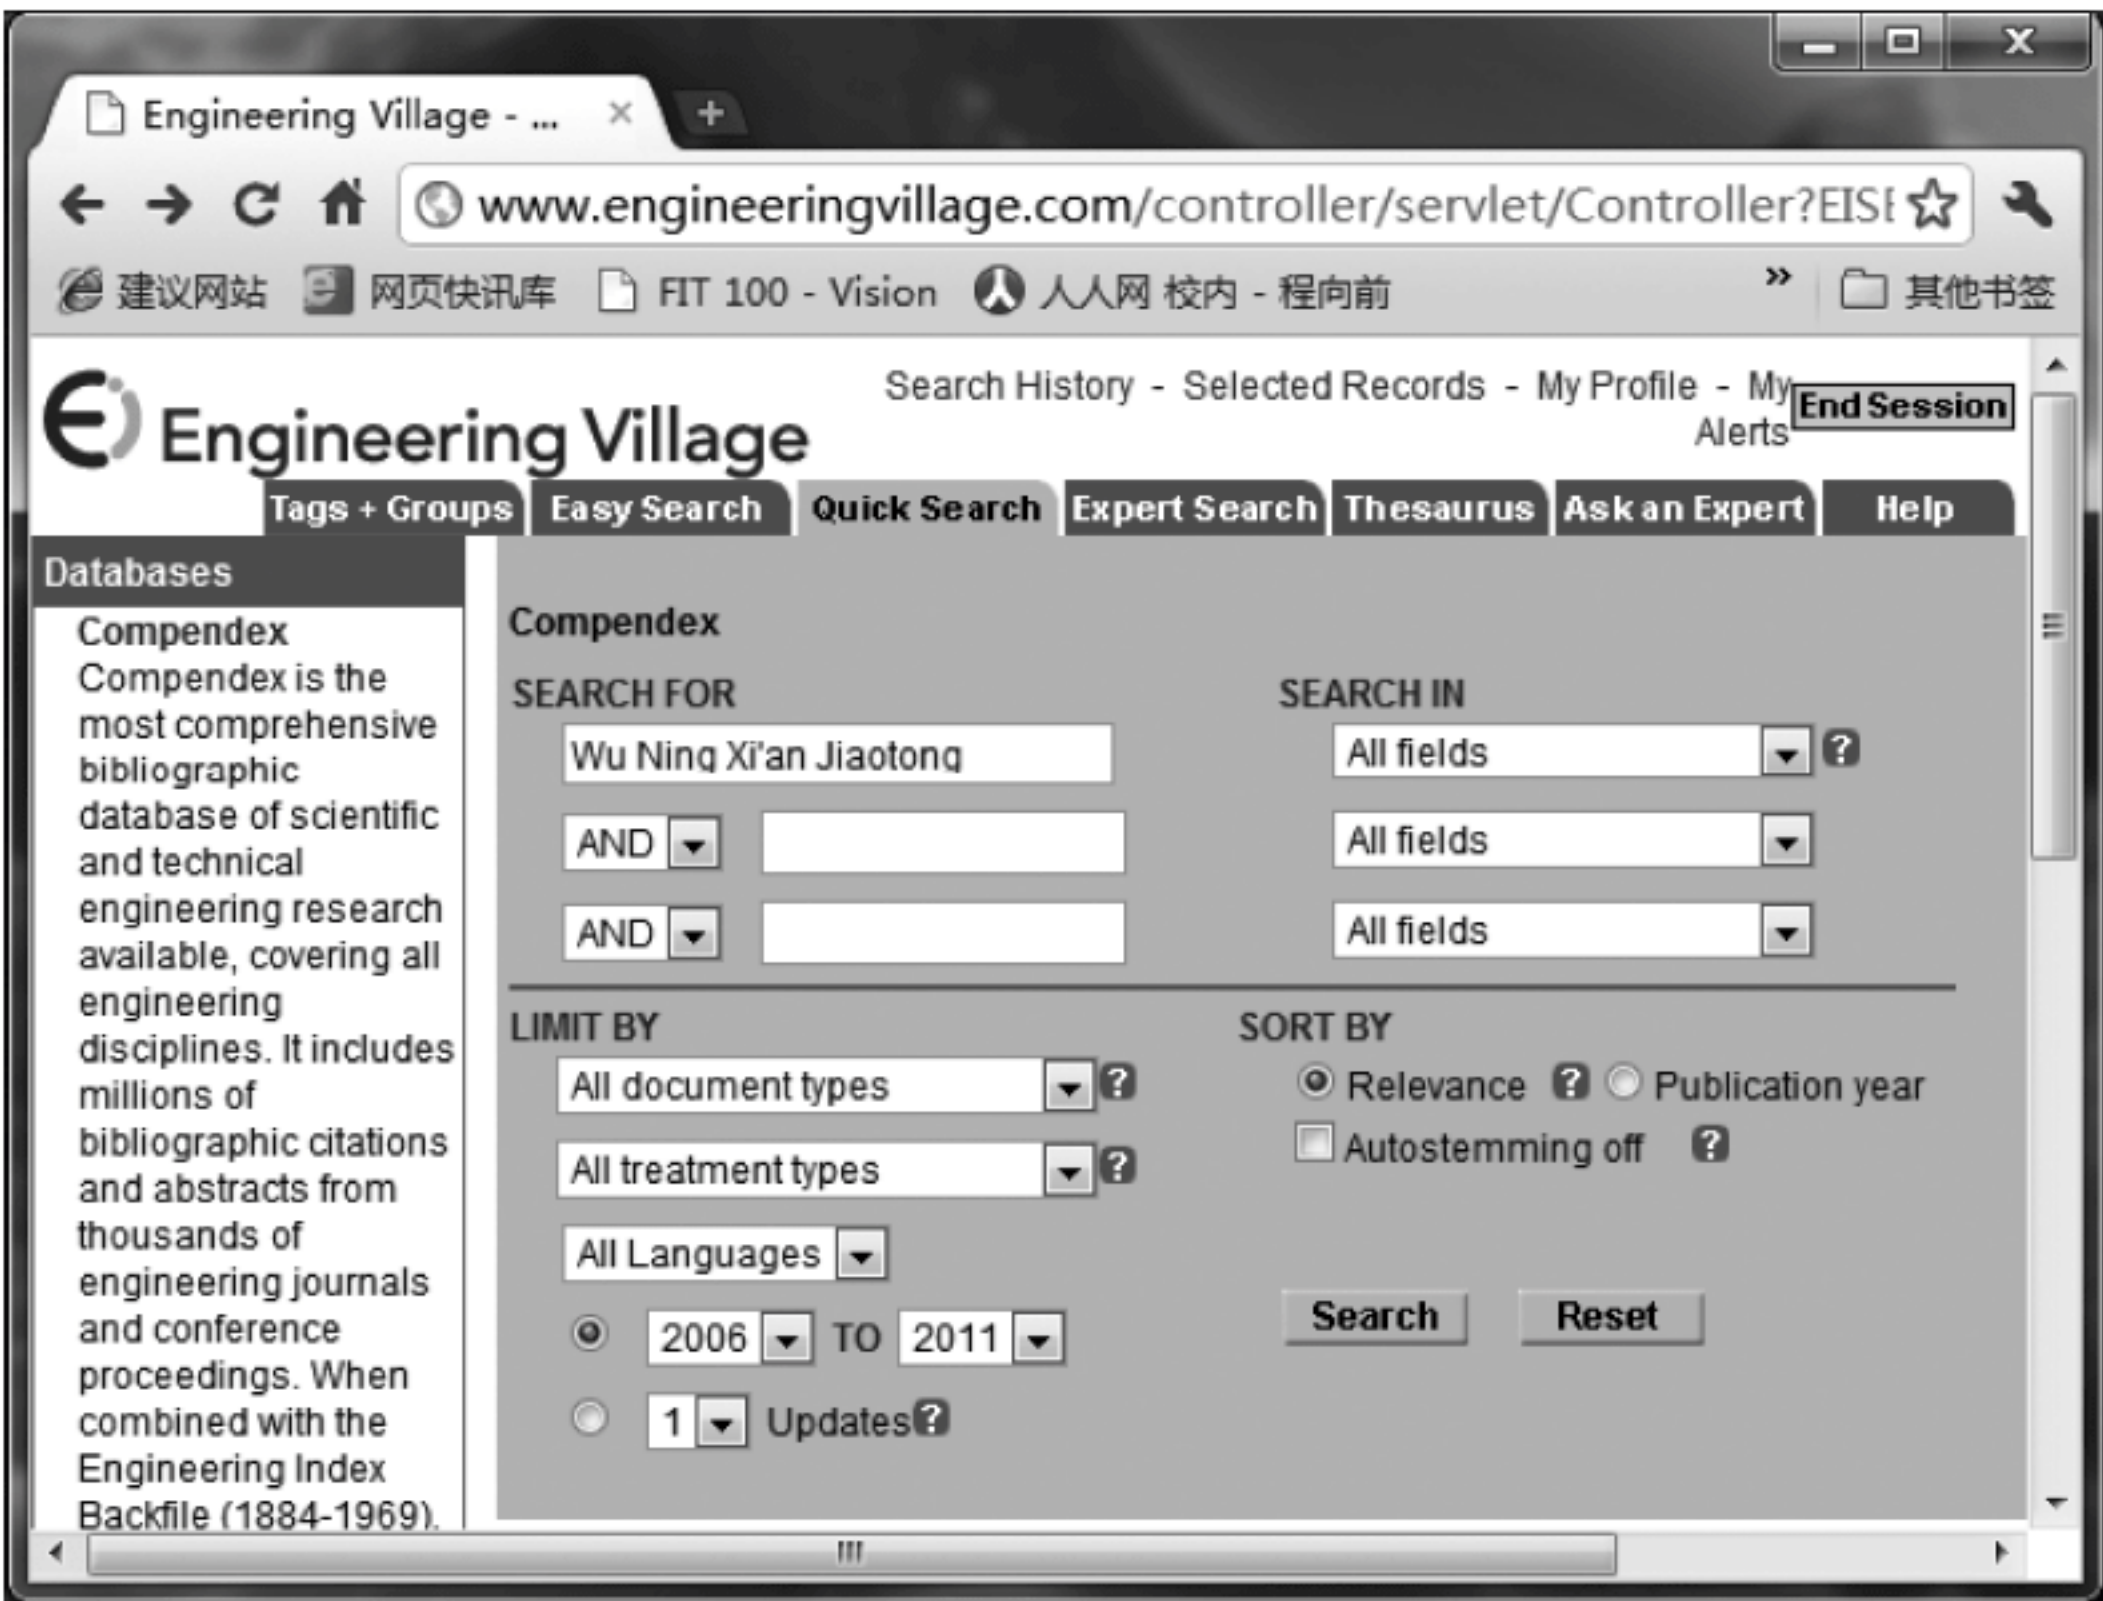 Engineering Village - ...
www.engineeringvillage.com/controller/servlet/Controller?EISE
建议网站 网页快讯库 FIT 100 - Vision 人人网 校内 - 程向前 » 其他书签
Engineering Village
Search History - Selected Records - My Profile - My
Alerts
End Session
Tags + Groups Easy Search Quick Search Expert Search Thesaurus Ask an Expert Help
Databases
Compendex
Compendex is the
most comprehensive
bibliographic
database of scientific
and technical
engineering research
available, covering all
engineering
disciplines. It includes
millions of
bibliographic citations
and abstracts from
thousands of
engineering journals
and conference
proceedings. When
combined with the
Engineering Index
Backfile (1884-1969),
Compendex
SEARCH FOR SEARCH IN
Wu Ning Xi'an Jiaotong All fields ?
AND All fields
AND All fields
LIMIT BY SORT BY
All document types ? Relevance ? Publication year
All treatment types ? Autostemming off ?
All Languages
2006 TO 2011 Search Reset
1 Updates ?